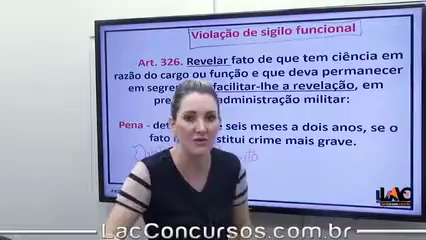 Violação de sigilo funcional
Art. 326. Revelar fato de que tem ciência em
razão do cargo ou função e que deva permanecer
em segredo facilitar-lhe a revelação, em
administração militar:
Pena - seis meses a dois anos, se o
fato constitui crime mais grave.
LAC
LacConcursos.com.br